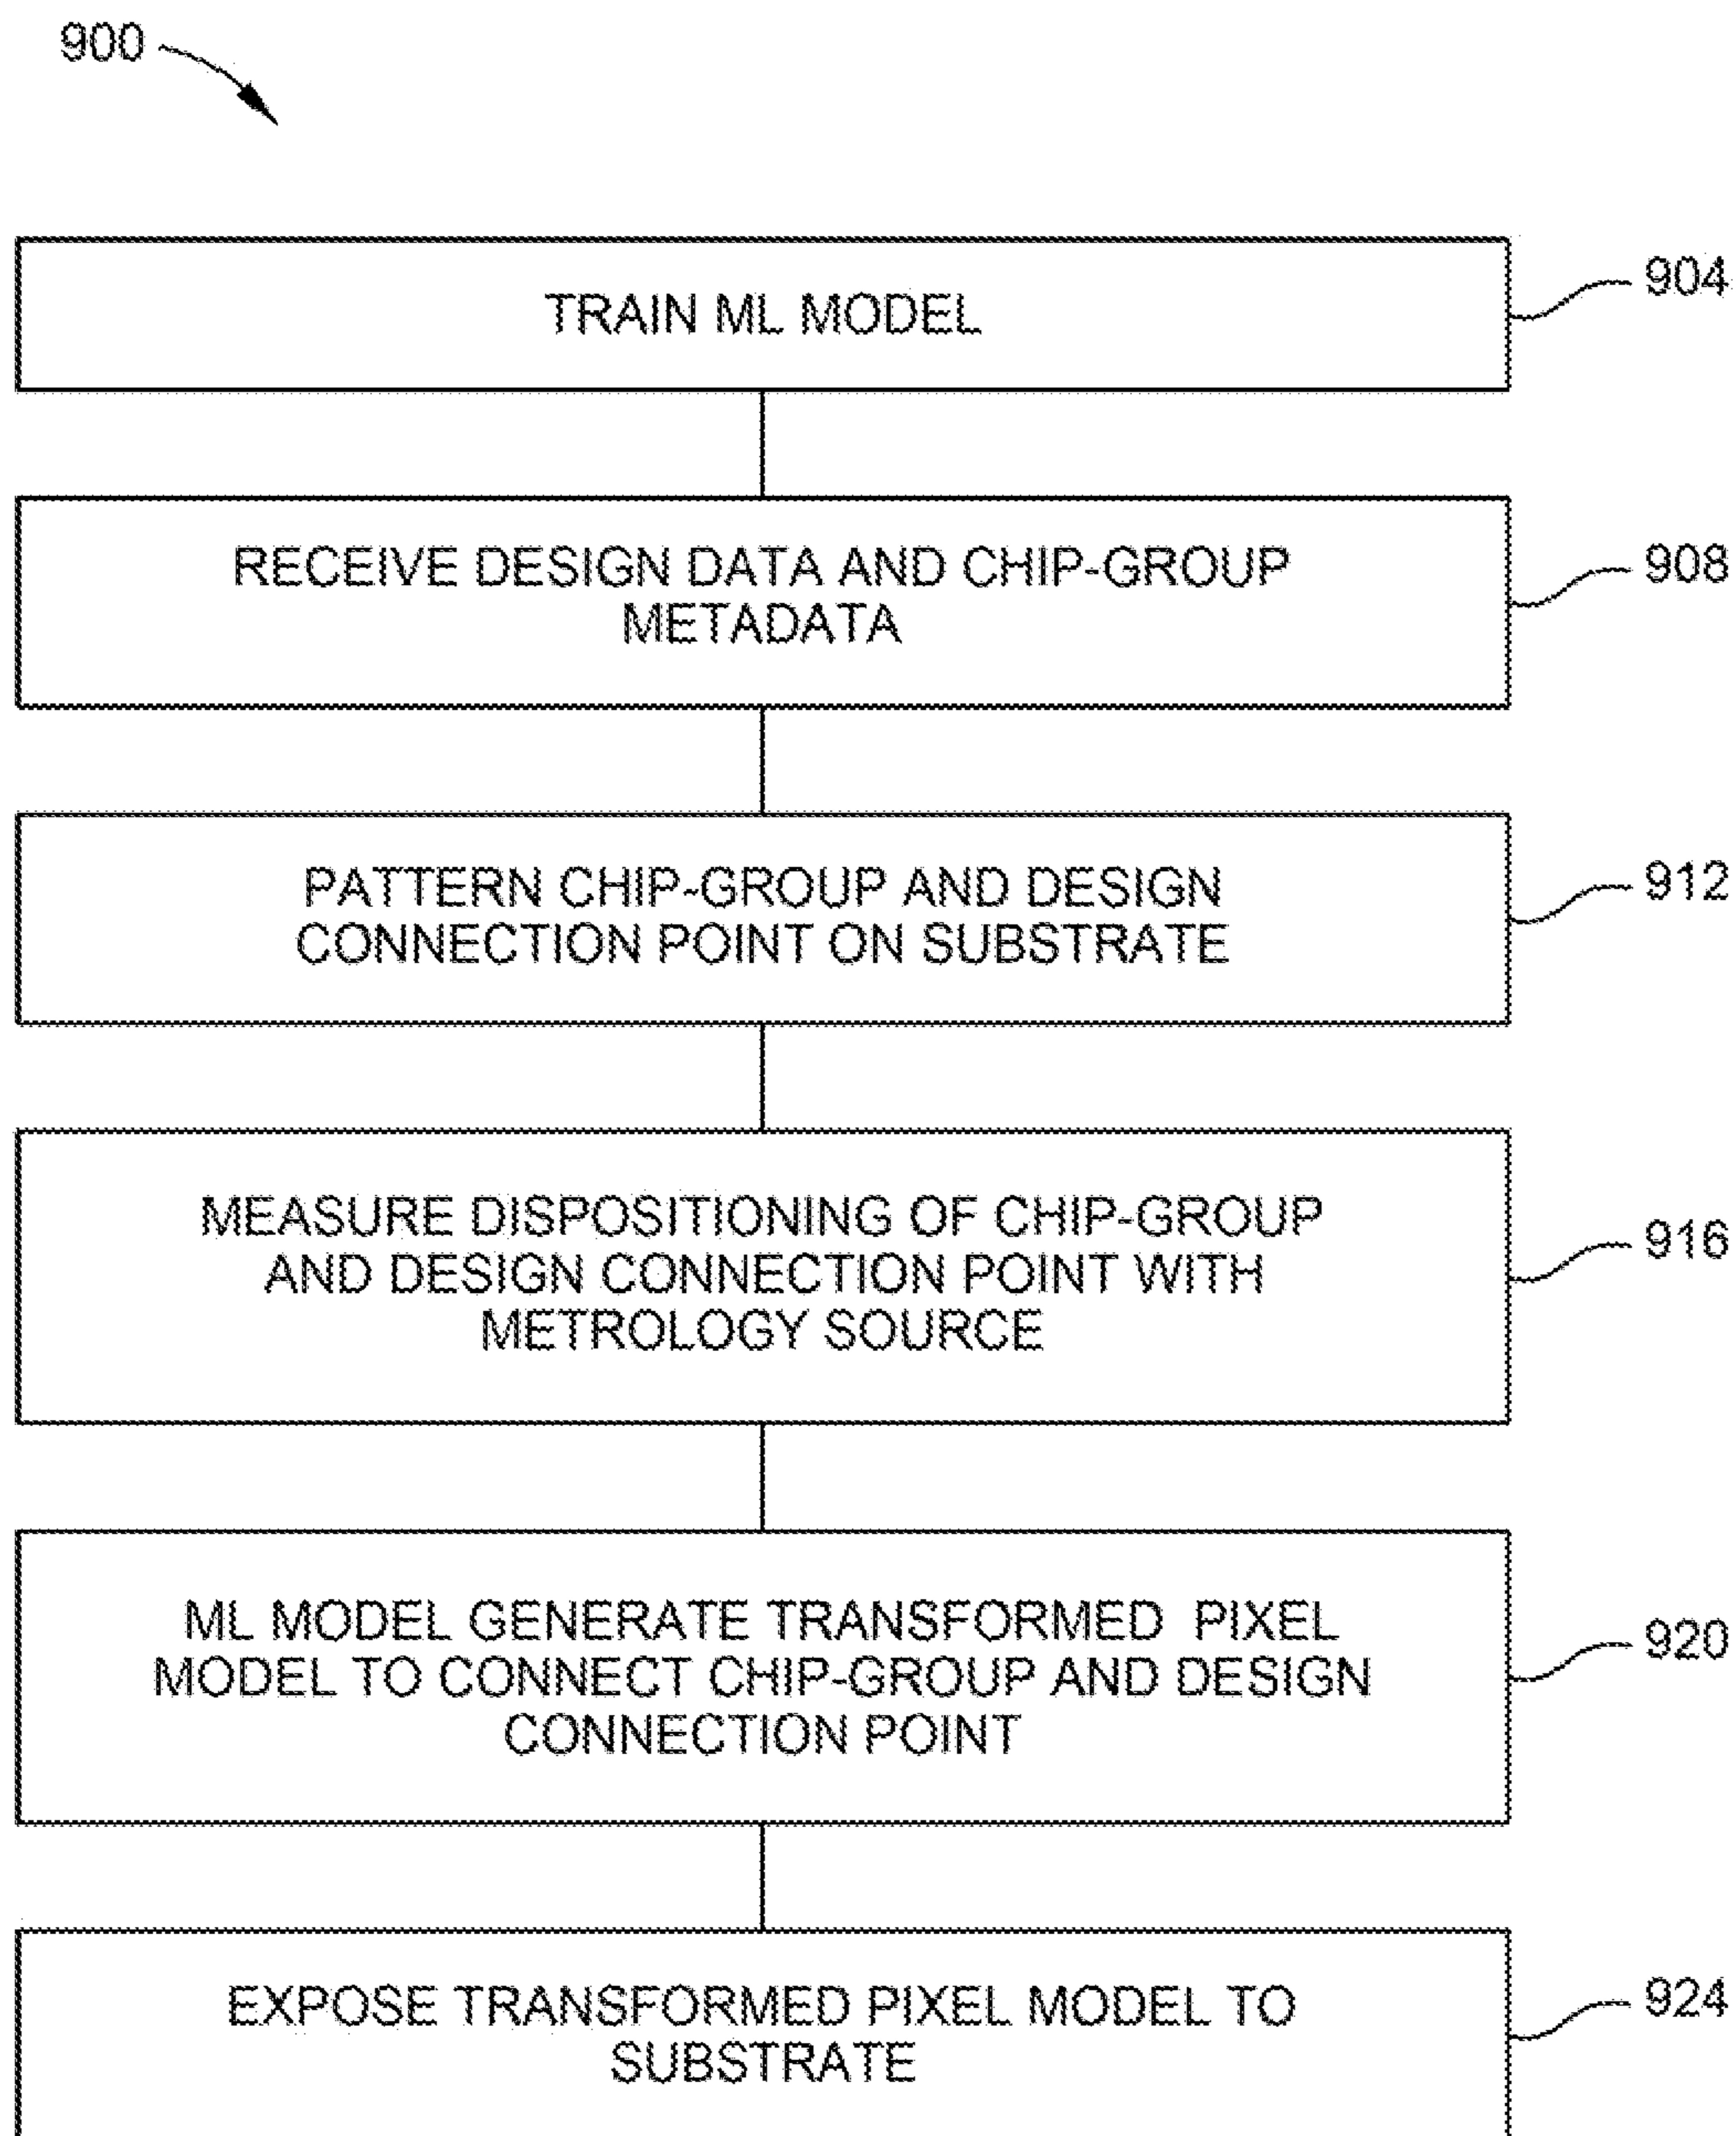 900
TRAIN ML MODEL
904
RECEIVE DESIGN DATA AND CHIP-GROUP
METADATA
908
PATTERN CHIP-GROUP AND DESIGN
CONNECTION POINT ON SUBSTRATE
912
MEASURE DISPOSITIONING OF CHIP-GROUP
AND DESIGN CONNECTION POINT WITH
METROLOGY SOURCE
916
ML MODEL GENERATE TRANSFORMED PIXEL
MODEL TO CONNECT CHIP-GROUP AND DESIGN
CONNECTION POINT
920
EXPOSE TRANSFORMED PIXEL MODEL TO
SUBSTRATE
924